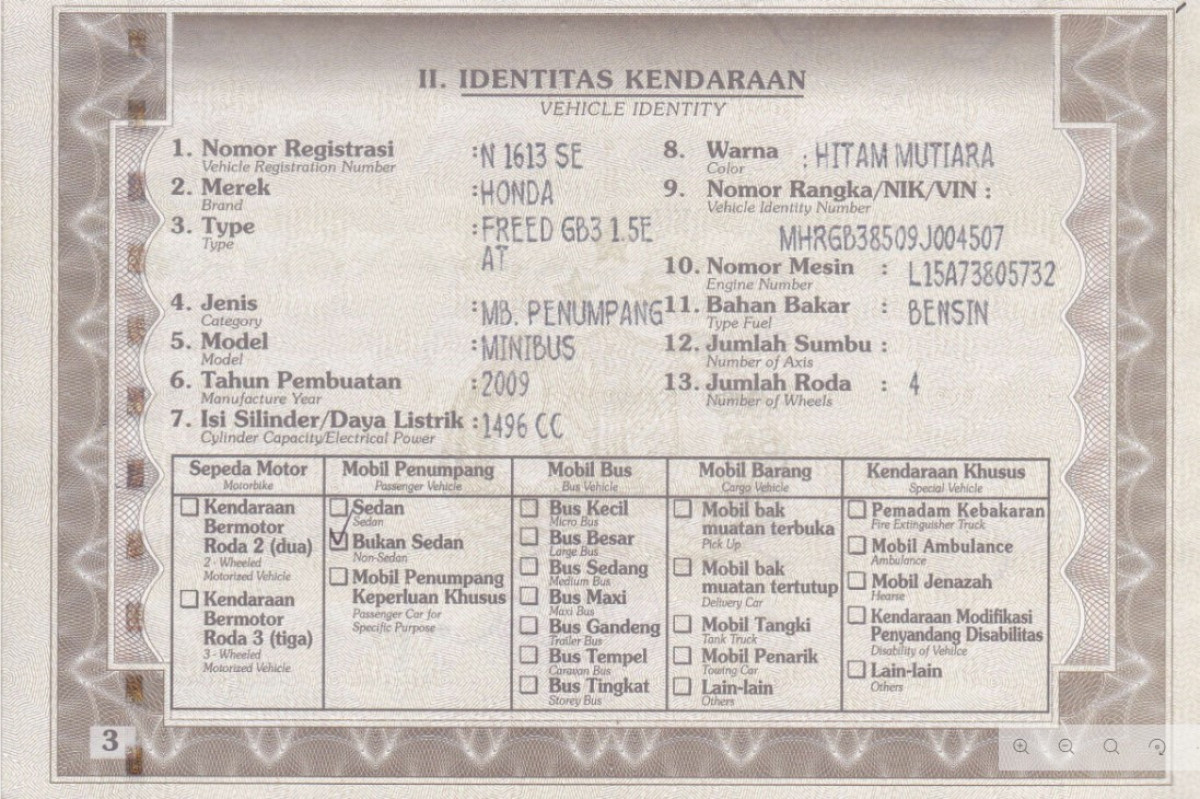 II. IDENTITAS KENDARAAN
VEHICLE IDENTITY
1. Nomor Registrasi :N 1613 SE
Vehicle Registration Number
2. Merek :HONDA
Brand
3. Type :FREED GB3 1.5E
Type
AT
4. Jenis :MB. PENUMPANG
Category
5. Model :MINIBUS
Model
6. Tahun Pembuatan :2009
Manufacture Year
7. Isi Silinder/Daya Listrik :1496 CC
Cylinder Capacity/Electrical Power
8. Warna : HITAM MUTIARA
Color
9. Nomor Rangka/NIK/VIN :
Vehicle Identity Number
MHRGB38509J004507
10. Nomor Mesin : L15A73805732
Engine Number
11. Bahan Bakar : BENSIN
Type Fuel
12. Jumlah Sumbu :
Number of Axis
13. Jumlah Roda : 4
Number of Wheels
Sepeda Motor
Motorbike
Kendaraan
Bermotor
Roda 2 (dua)
2 - Wheeled
Motorized Vehicle
Kendaraan
Bermotor
Roda 3 (tiga)
3 - Wheeled
Motorized Vehicle
Mobil Penumpang
Passenger Vehicle
Sedan
Sedan
Bukan Sedan
Non-Sedan
Mobil Penumpang
Keperluan Khusus
Passenger Car for
Specific Purpose
Mobil Bus
Bus Vehicle
Bus Kecil
Micro Bus
Bus Besar
Large Bus
Bus Sedang
Medium Bus
Bus Maxi
Maxi Bus
Bus Gandeng
Trailer Bus
Bus Tempel
Caravan Bus
Bus Tingkat
Storey Bus
Mobil Barang
Cargo Vehicle
Mobil bak
muatan terbuka
Pick Up
Mobil bak
muatan tertutup
Delivery Car
Mobil Tangki
Tank Truck
Mobil Penarik
Towing Car
Lain-lain
Others
Kendaraan Khusus
Special Vehicle
Pemadam Kebakaran
Fire Extinguisher Truck
Mobil Ambulance
Ambulance
Mobil Jenazah
Hearse
Kendaraan Modifikasi
Penyandang Disabilitas
Disability of Vehilce
Lain-lain
Others
3